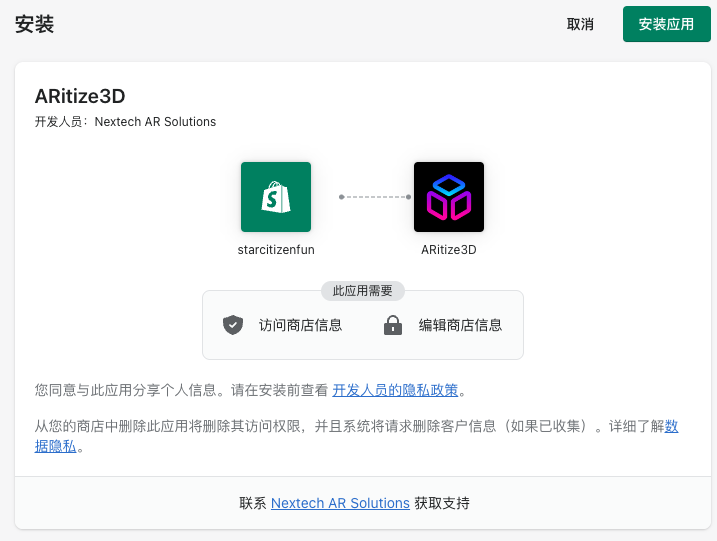 安装
取消
安装应用
ARitize3D
开发人员：Nextech AR Solutions
starcitizenfun
ARitize3D
此应用需要
访问商店信息
编辑商店信息
您同意与此应用分享个人信息。请在安装前查看 开发人员的隐私政策。
从您的商店中删除此应用将删除其访问权限，并且系统将请求删除客户信息（如果已收集）。详细了解数
据隐私。
联系 Nextech AR Solutions 获取支持